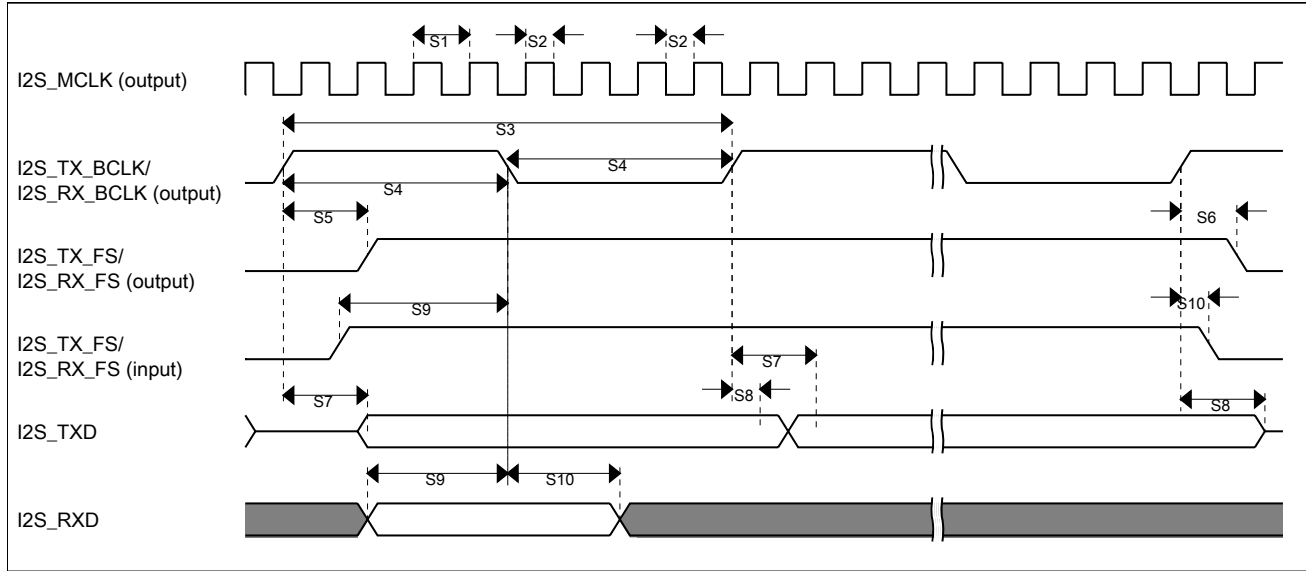 S1
S2
S2
I2S_MCLK (output)
S3
I2S_TX_BCLK/
I2S_RX_BCLK (output)
S4
S4
S5
S6
I2S_TX_FS/
I2S_RX_FS (output)
S9
S10
I2S_TX_FS/
I2S_RX_FS (input)
S7
S8
S7
S8
I2S_TXD
S9
S10
I2S_RXD